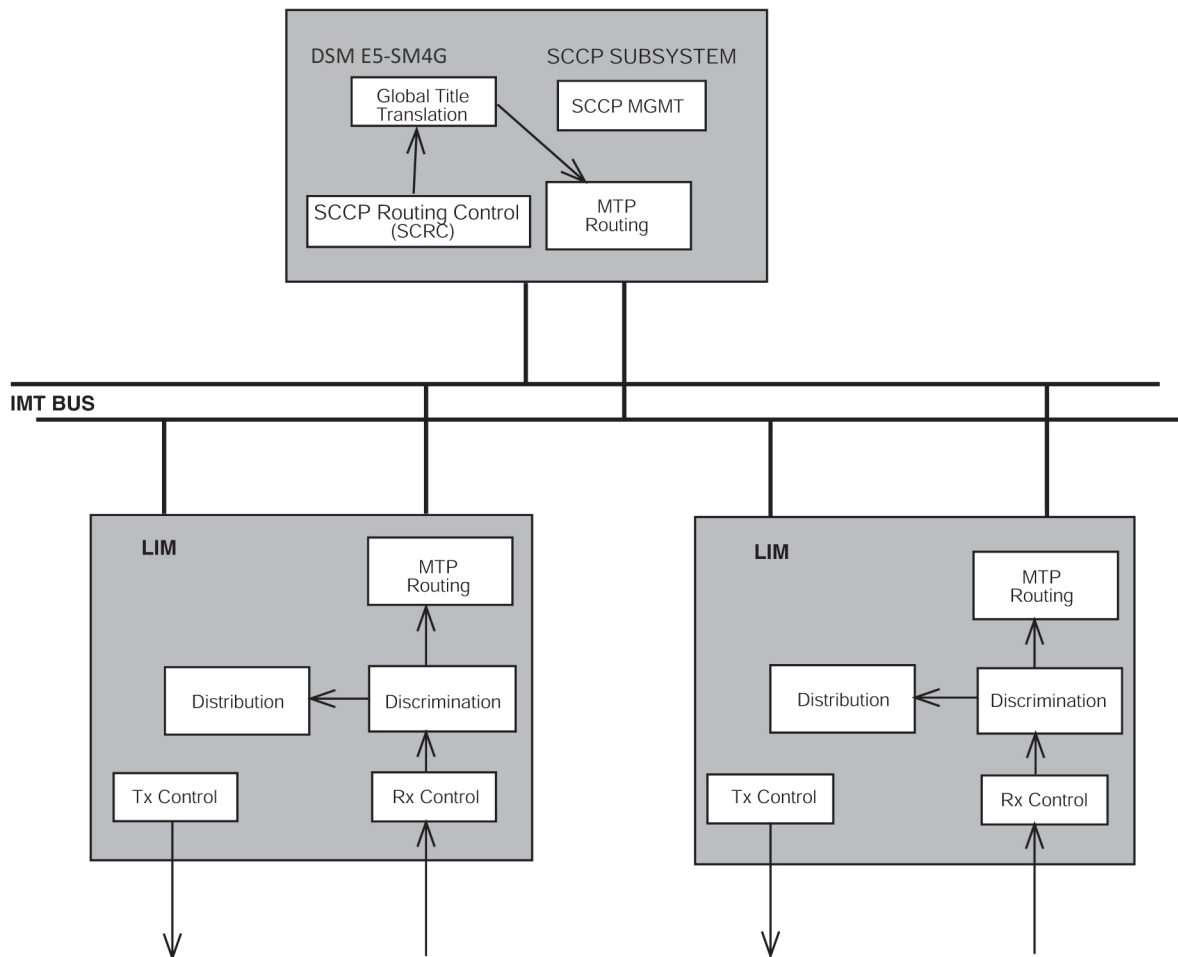 DSM E5-SM4G
SCCP SUBSYSTEM
Global Title
Translation
SCCP MGMT
SCCP Routing Control
(SCRC)
MTP
Routing
IMT BUS
LIM
MTP
Routing
Distribution
Discrimination
Tx Control
Rx Control
LIM
MTP
Routing
Distribution
Discrimination
Tx Control
Rx Control